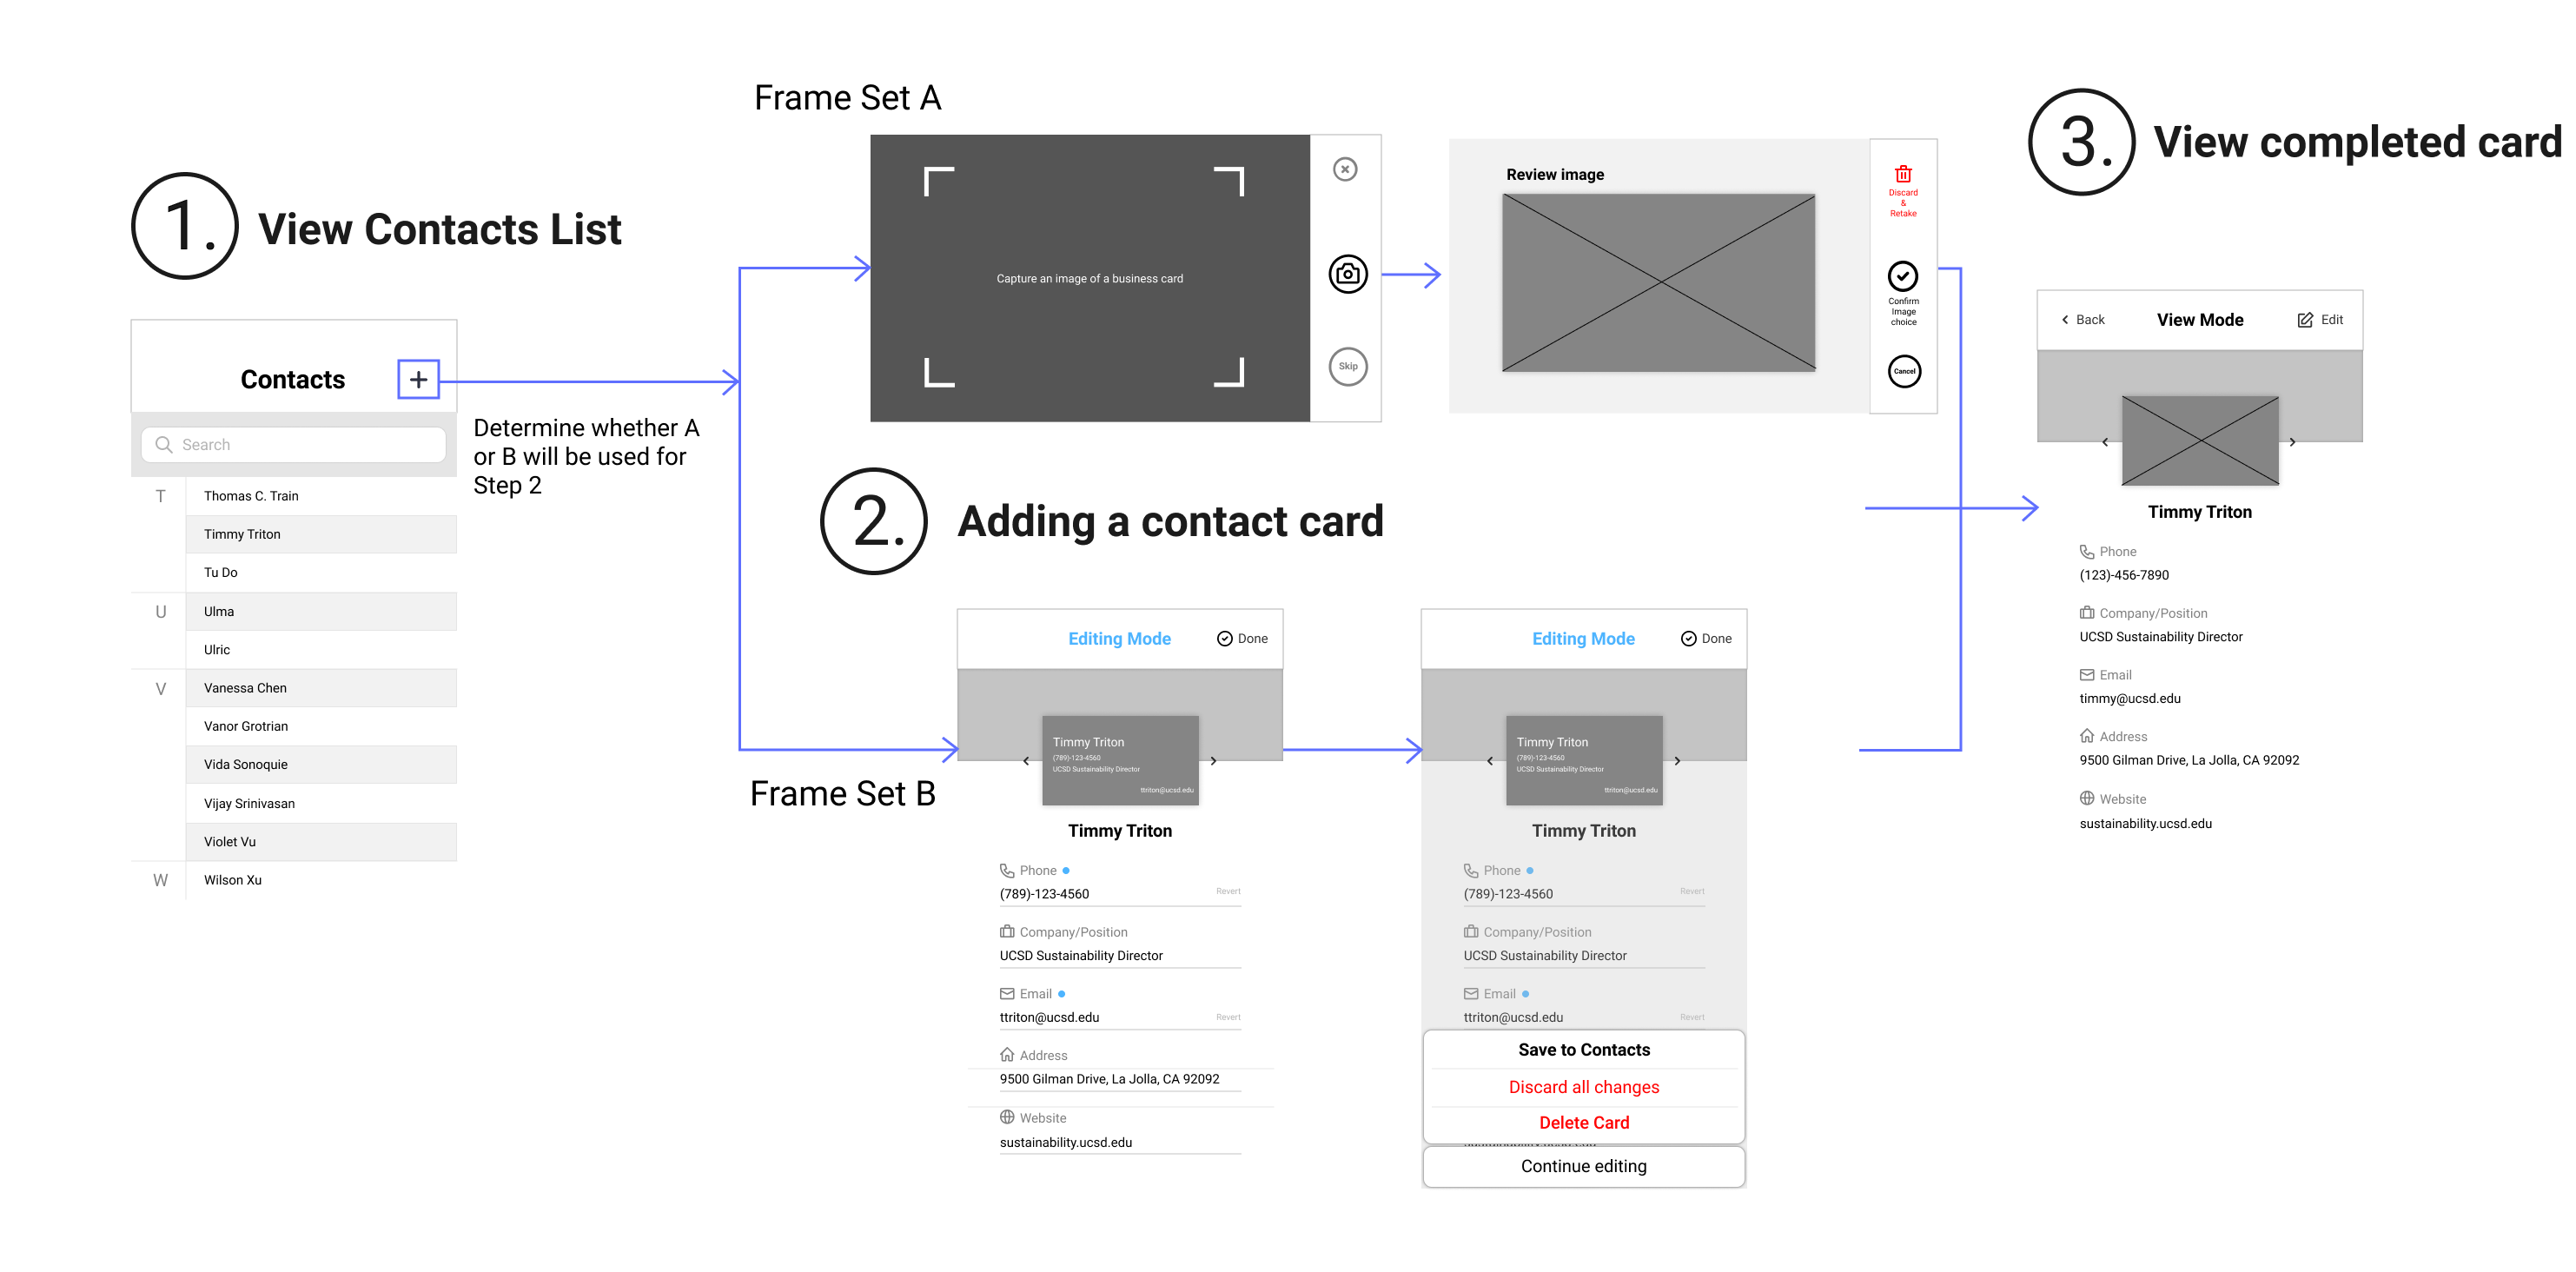 1.
View Contacts List
Contacts
Search
T
Thomas C. Train
Timmy Triton
Tu Do
U
Ulma
Ulric
V
Vanessa Chen
Vanor Grotrian
Vida Sonoquie
Vijay Srinivasan
Violet Vu
W
Wilson Xu
Determine whether A
or B will be used for
Step 2
Frame Set A
Capture an image of a business card
Skip
Review image
Discard
&
Retake
Confirm
Image
choice
Cancel
2.
Adding a contact card
Frame Set B
Editing Mode
Done
Timmy Triton
(789)-123-4560
UCSD Sustainability Director
ttriton@ucsd.edu
Timmy Triton
Phone
(789)-123-4560
Revert
Company/Position
UCSD Sustainability Director
Email
ttriton@ucsd.edu
Revert
Address
9500 Gilman Drive, La Jolla, CA 92092
Website
sustainability.ucsd.edu
Editing Mode
Done
Timmy Triton
(789)-123-4560
UCSD Sustainability Director
ttriton@ucsd.edu
Timmy Triton
Phone
(789)-123-4560
Revert
Company/Position
UCSD Sustainability Director
Email
ttriton@ucsd.edu
Revert
Save to Contacts
Discard all changes
Delete Card
Continue editing
3.
View completed card
Back
View Mode
Edit
Timmy Triton
Phone
(123)-456-7890
Company/Position
UCSD Sustainability Director
Email
timmy@ucsd.edu
Address
9500 Gilman Drive, La Jolla, CA 92092
Website
sustainability.ucsd.edu